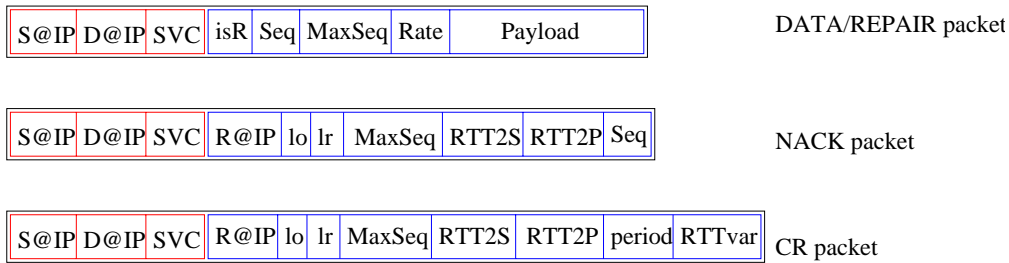 S@IP D@IP SVC isR Seq MaxSeq Rate Payload DATA/REPAIR packet
S@IP D@IP SVC R@IP lo lr MaxSeq RTT2S RTT2P Seq NACK packet
S@IP D@IP SVC R@IP lo lr MaxSeq RTT2S RTT2P period RTTvar CR packet